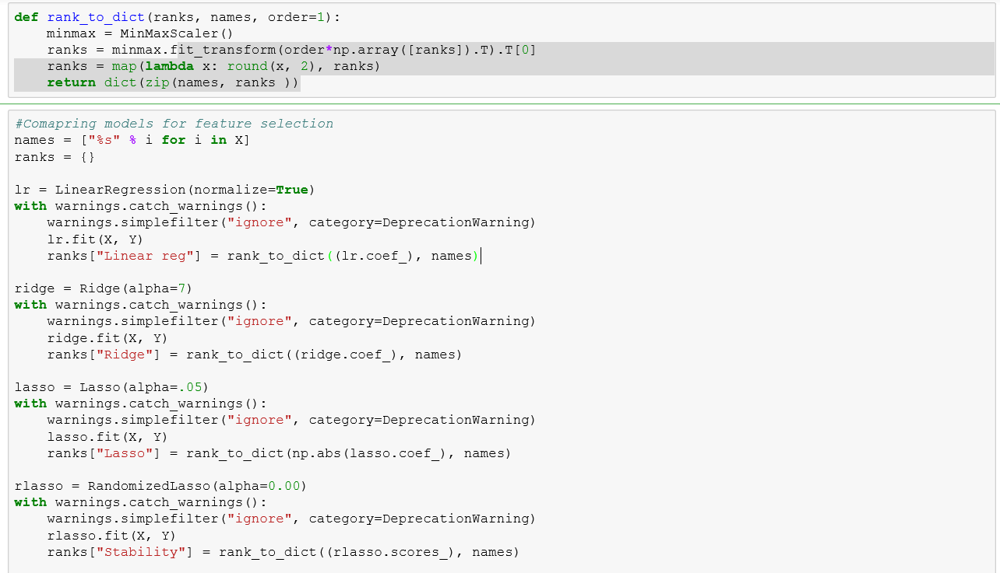 def rank_to_dict(ranks, names, order=1):
    minmax = MinMaxScaler()
    ranks = minmax.fit_transform(order*np.array([ranks]).T).T[0]
    ranks = map(lambda x: round(x, 2), ranks)
    return dict(zip(names, ranks ))
#Comapring models for feature selection
names = ["%s" % i for i in X]
ranks = {}
lr = LinearRegression(normalize=True)
with warnings.catch_warnings():
    warnings.simplefilter("ignore", category=DeprecationWarning)
    lr.fit(X, Y)
    ranks["Linear reg"] = rank_to_dict((lr.coef_), names)
ridge = Ridge(alpha=7)
with warnings.catch_warnings():
    warnings.simplefilter("ignore", category=DeprecationWarning)
    ridge.fit(X, Y)
    ranks["Ridge"] = rank_to_dict((ridge.coef_), names)
lasso = Lasso(alpha=.05)
with warnings.catch_warnings():
    warnings.simplefilter("ignore", category=DeprecationWarning)
    lasso.fit(X, Y)
    ranks["Lasso"] = rank_to_dict(np.abs(lasso.coef_), names)
rlasso = RandomizedLasso(alpha=0.00)
with warnings.catch_warnings():
    warnings.simplefilter("ignore", category=DeprecationWarning)
    rlasso.fit(X, Y)
    ranks["Stability"] = rank_to_dict((rlasso.scores_), names)